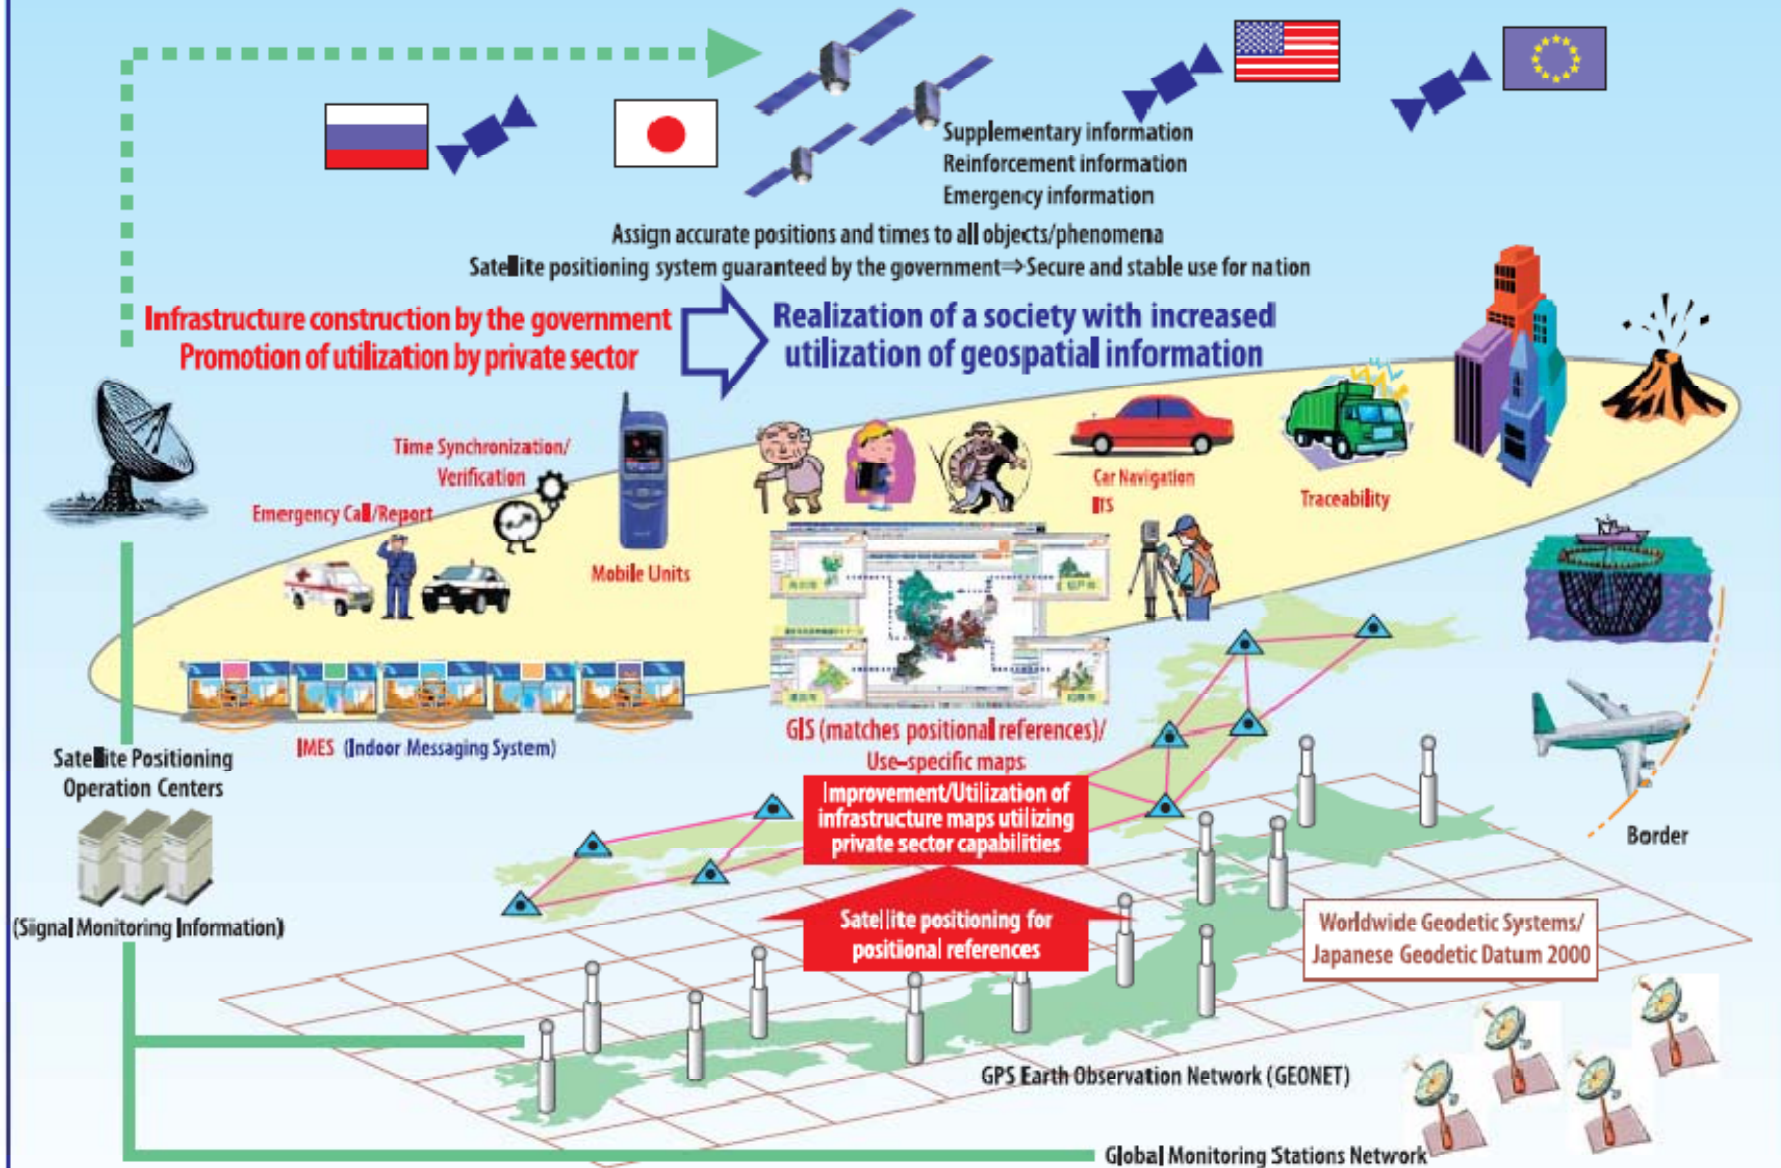 Supplementary information
Reinforcement information
Emergency information
Assign accurate positions and times to all objects/phenomena
Satellite positioning system guaranteed by the government⇒Secure and stable use for nation
Infrastructure construction by the government
Promotion of utilization by private sector
Realization of a society with increased
utilization of geospatial information
Time Synchronization/
Verification
Emergency Call/Report
Mobile Units
Car Navigation
ITS
Traceability
IMES (Indoor Messaging System)
GIS (matches positional references)/
Use-specific maps
Satellite Positioning
Operation Centers
(Signal Monitoring Information)
Improvement/Utilization of
infrastructure maps utilizing
private sector capabilities
Border
Satellite positioning for
positional references
Worldwide Geodetic Systems/
Japanese Geodetic Datum 2000
GPS Earth Observation Network (GEONET)
Global Monitoring Stations Network